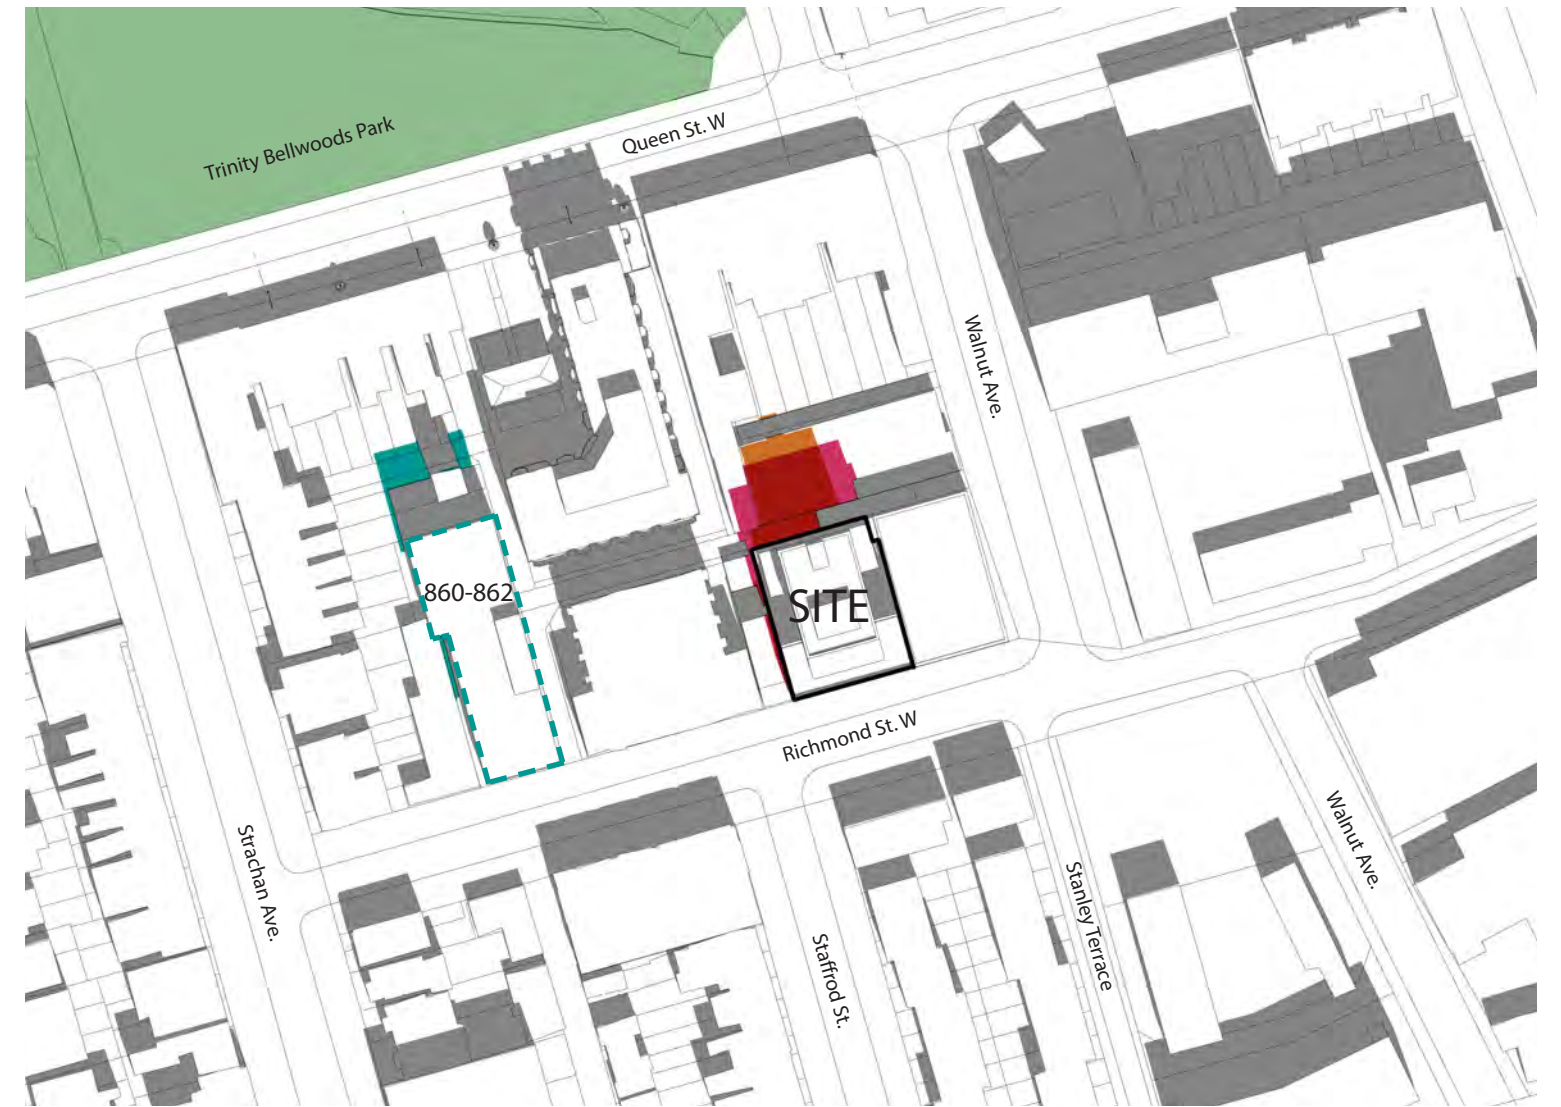 Trinity Bellwoods Park
Queen St. W
Walnut Ave.
860-862
SITE
Richmond St. W
Strachan Ave.
Staffrod St.
Stanley Terrace
Walnut Ave.